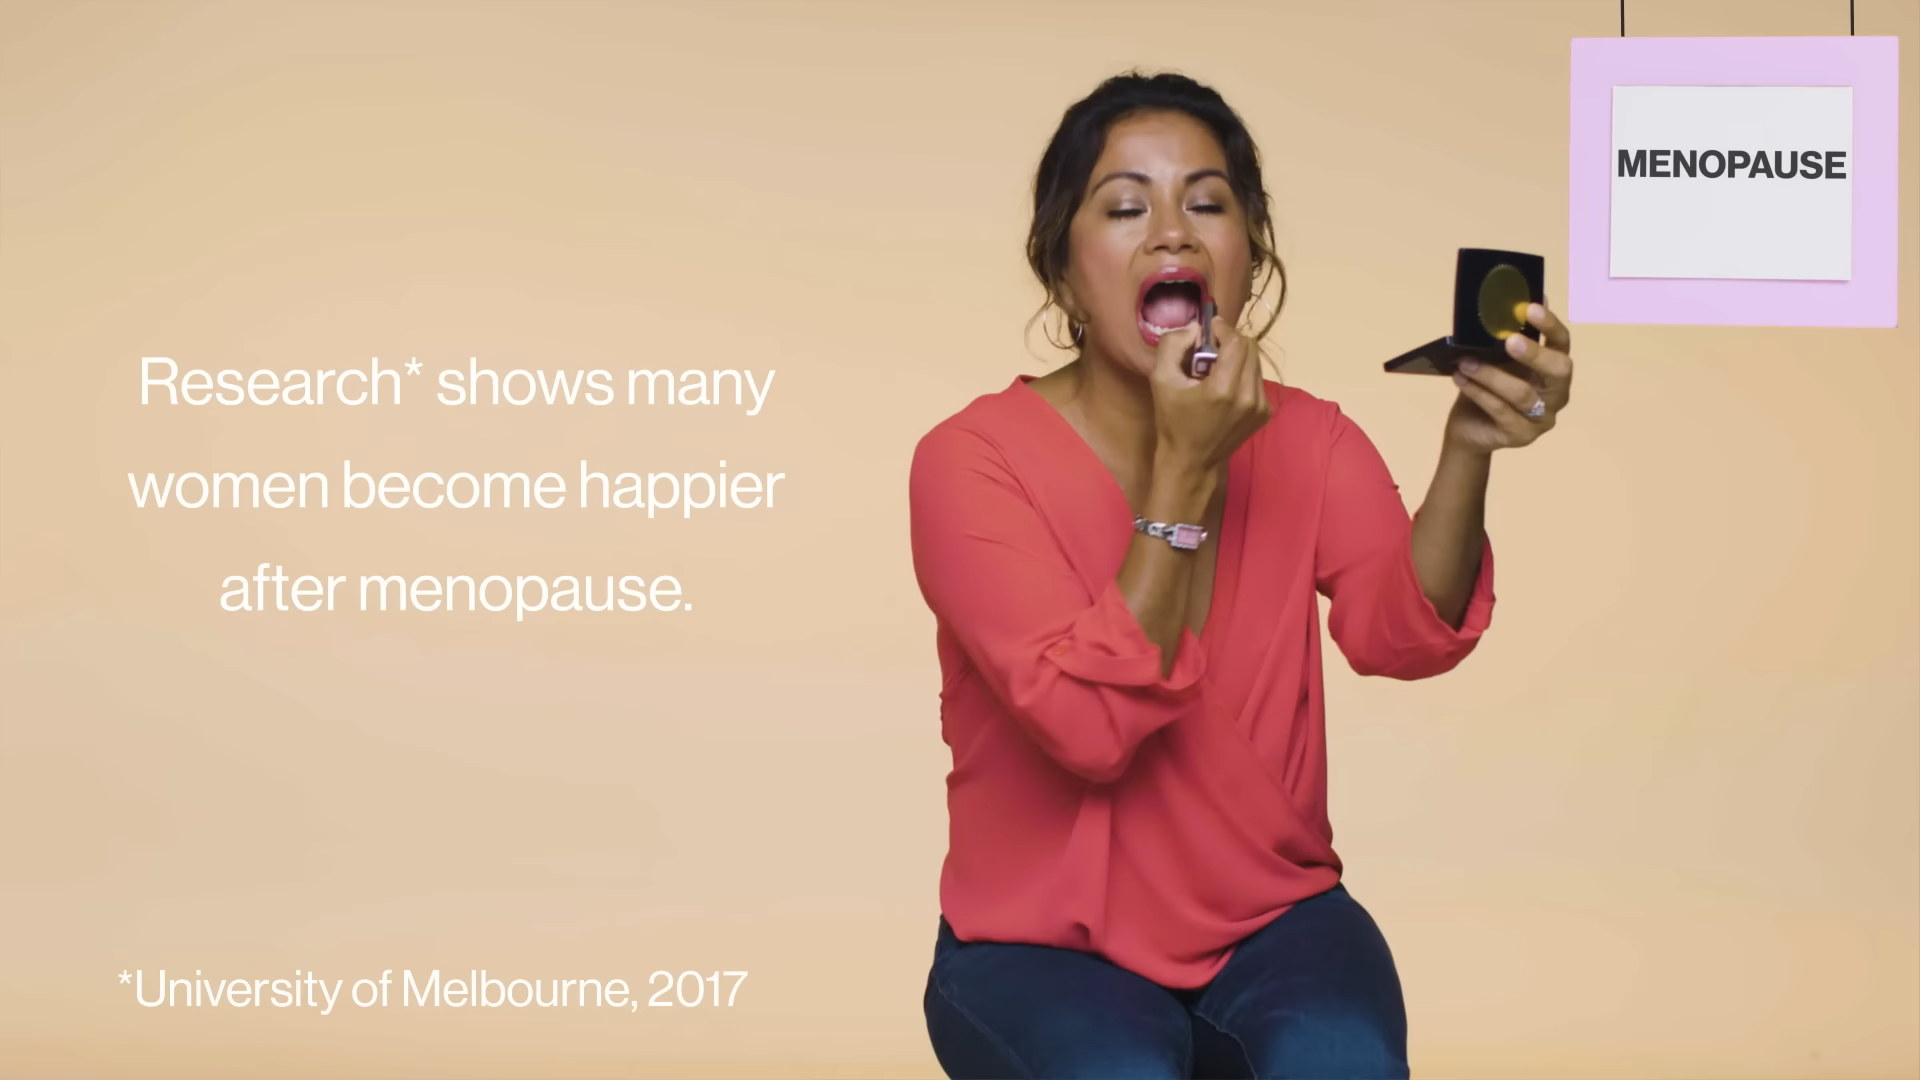 MENOPAUSE
Research* shows many
women become happier
after menopause.
*University of Melbourne, 2017